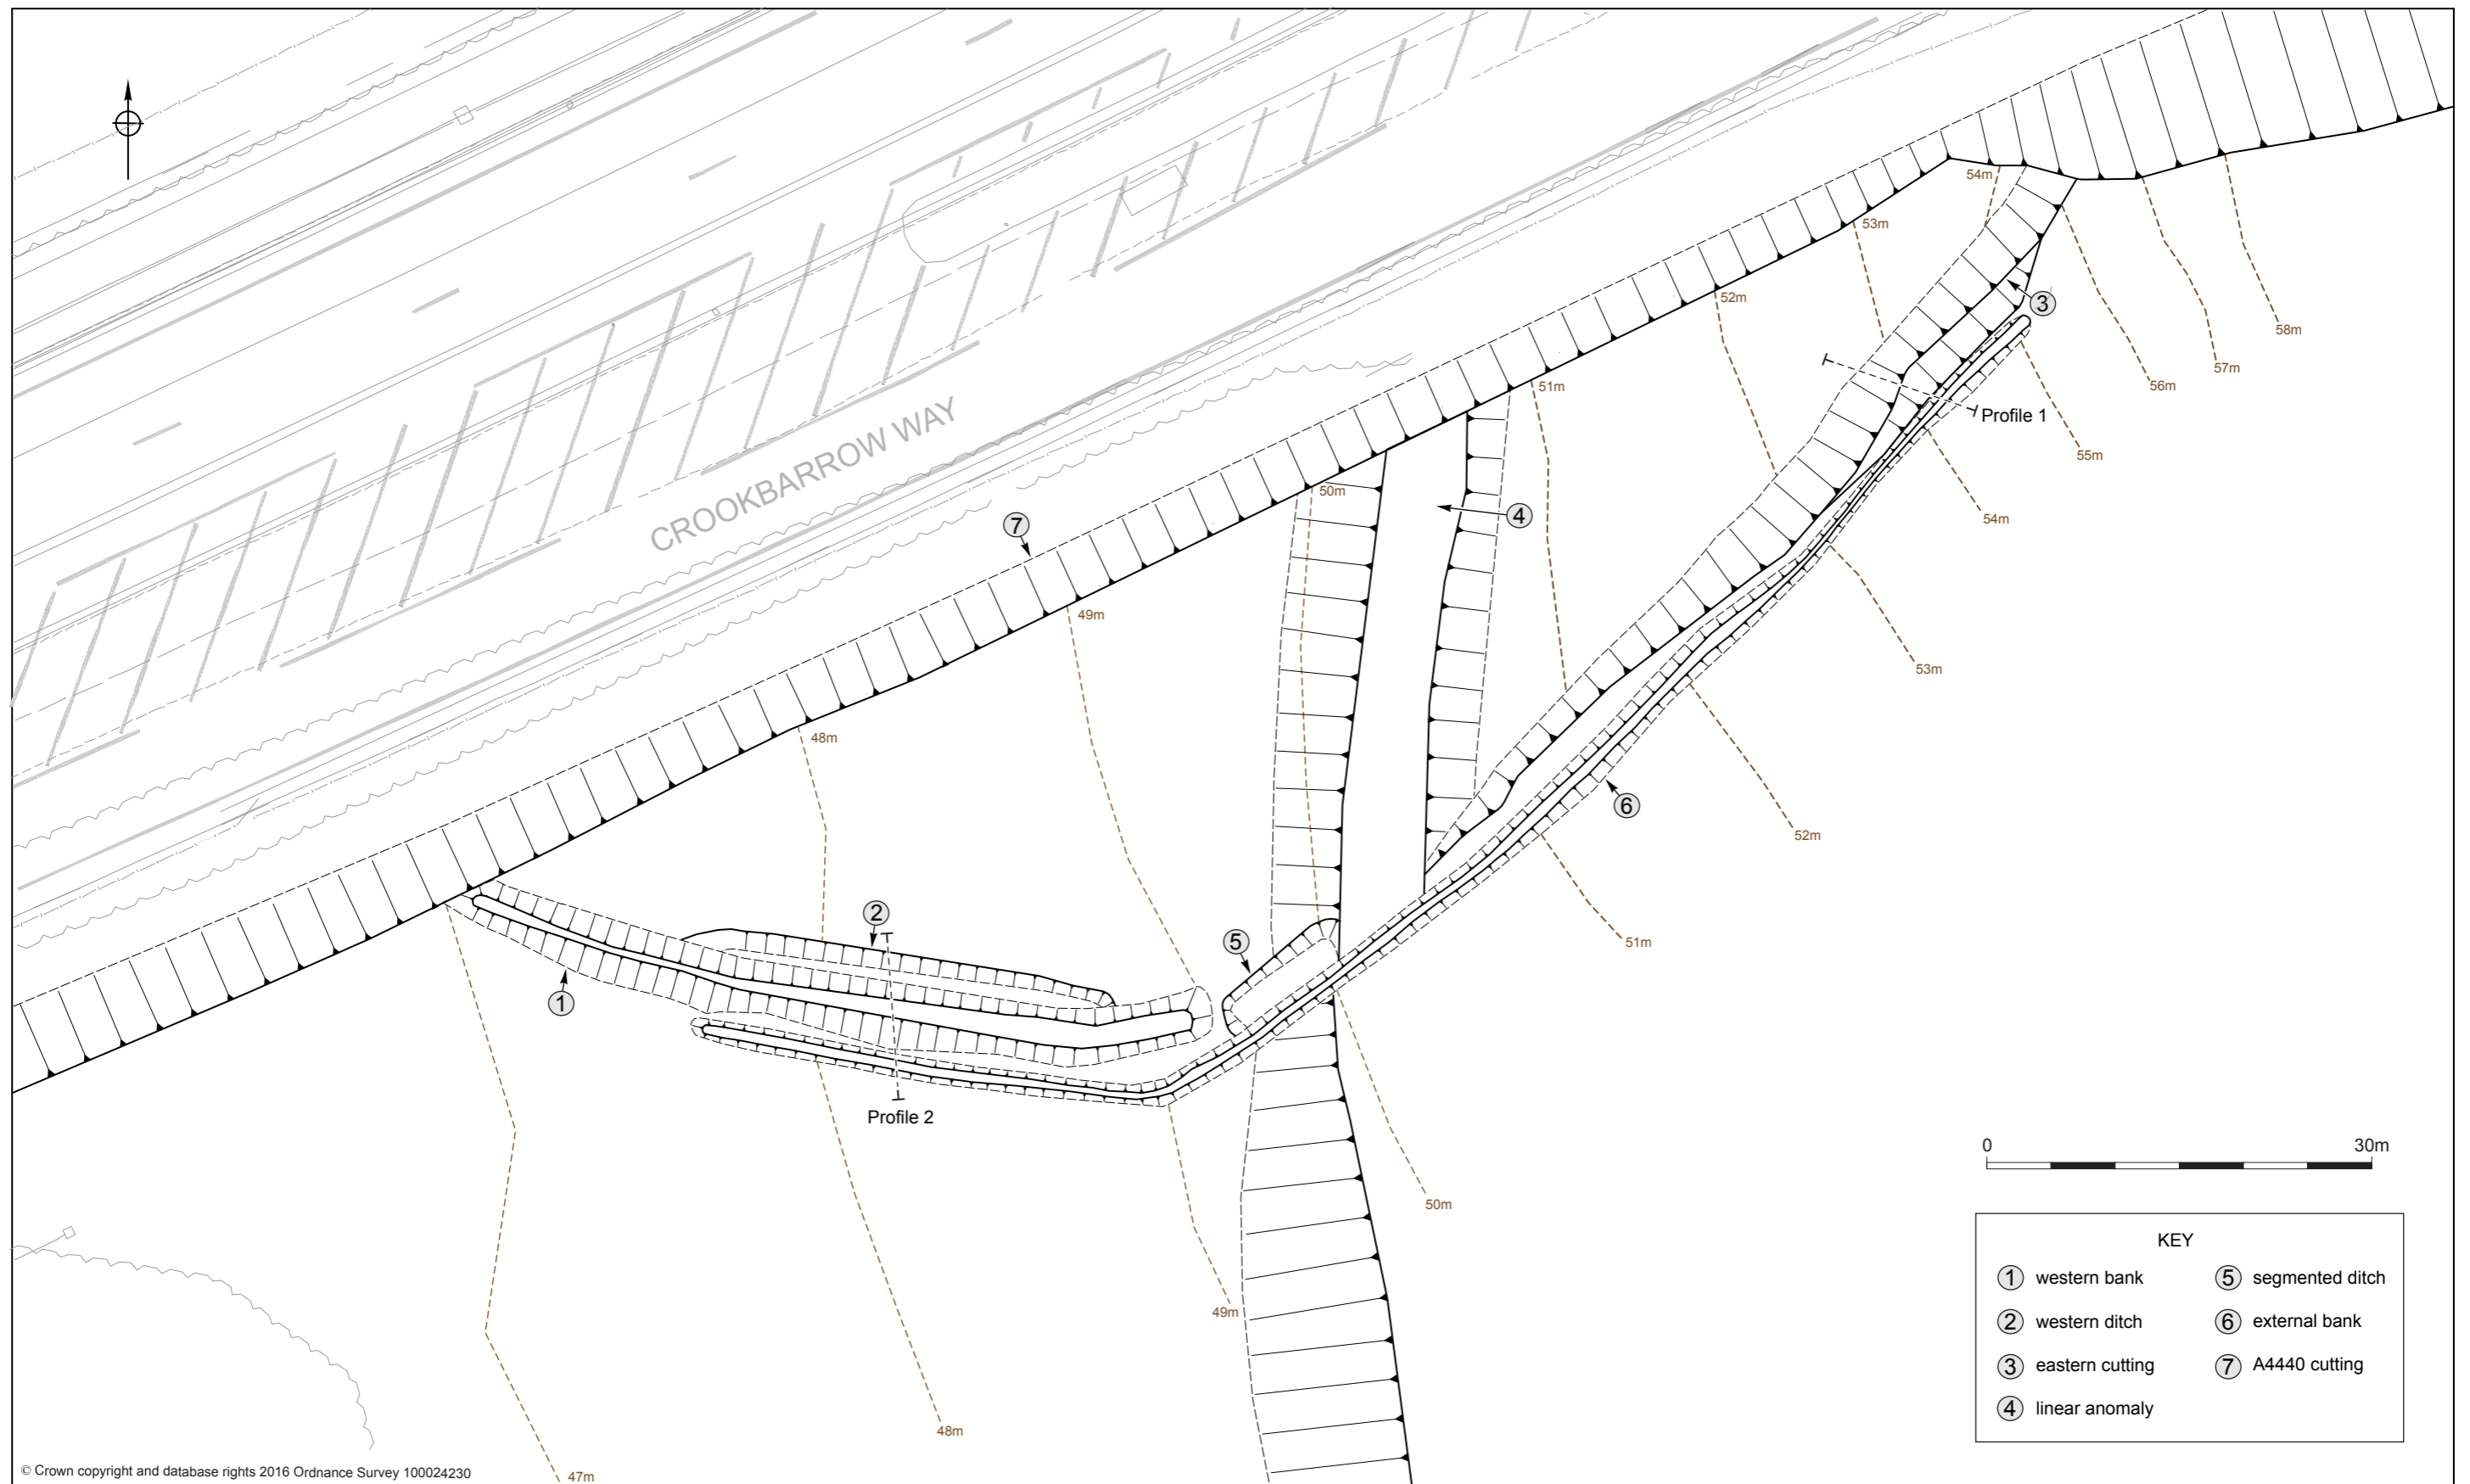 54m
53m
52m
58m
57m
56m
3
51m
Profile 1
CROOKBARROW WAY
55m
50m
4
54m
7
49m
53m
48m
6
52m
2
5
51m
1
Profile 2
0 30m
50m
49m
48m
47m
KEY
1 western bank
2 western ditch
3 eastern cutting
4 linear anomaly
5 segmented ditch
6 external bank
7 A4440 cutting
© Crown copyright and database rights 2016 Ordnance Survey 100024230